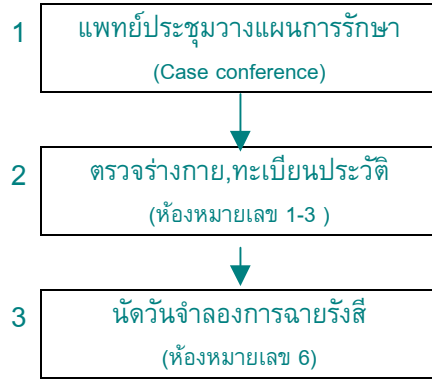 1 แพทย์ประชุมวางแผนการรักษา
(Case conference)
2 ตรวจร่างกาย,ทะเบียนประวัติ
(ห้องหมายเลข 1-3 )
3 นัดวันจำลองการฉายรังสี
(ห้องหมายเลข 6)